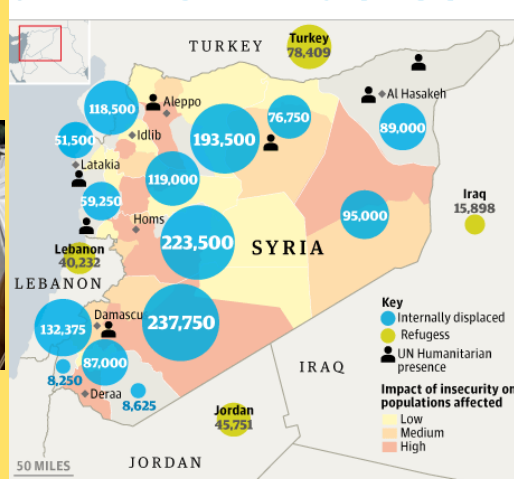 TURKEY
Turkey
78,409
118,500
Aleppo
Al Hasakeh
76,750
89,000
51,500
Idlib
193,500
Latakia
119,000
59,250
Homs
95,000
Iraq
15,898
223,500
SYRIA
Lebanon
40,232
LEBANON
Damascu
132,375
237,750
87,000
8,250
Deraa
8,625
IRAQ
Jordan
45,751
JORDAN
50 MILES
Key
Internally displaced
Refugess
UN Humanitarian
presence
Impact of insecurity on
populations affected
Low
Medium
High